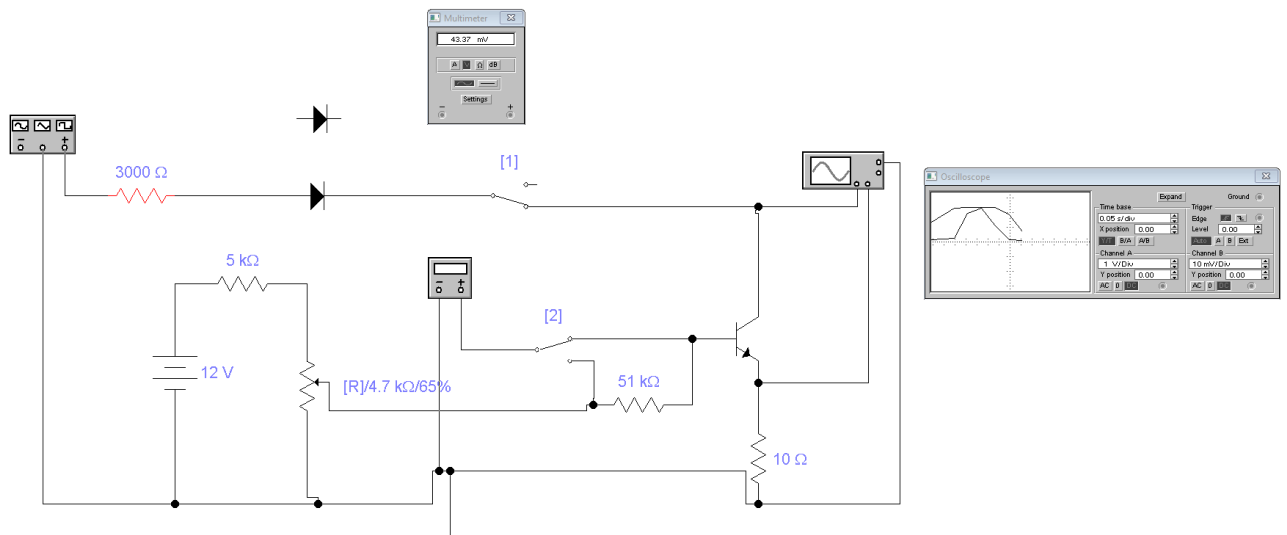 Multimeter
43.37 mV
A Ω dB
Settings
− +
− +
3000 Ω
[1]
5 kΩ
12 V
[R]/4.7 kΩ/65%
− +
[2]
51 kΩ
10 Ω
Oscilloscope
Expand
Ground
Time base
0.05 s/div
X position 0.00
Y/T B/A A/B
Trigger
Edge
Level 0.00
Auto A B Ext
Channel A
1 V/Div
Y position 0.00
AC 0 DC
Channel B
10 mV/Div
Y position 0.00
AC 0 DC